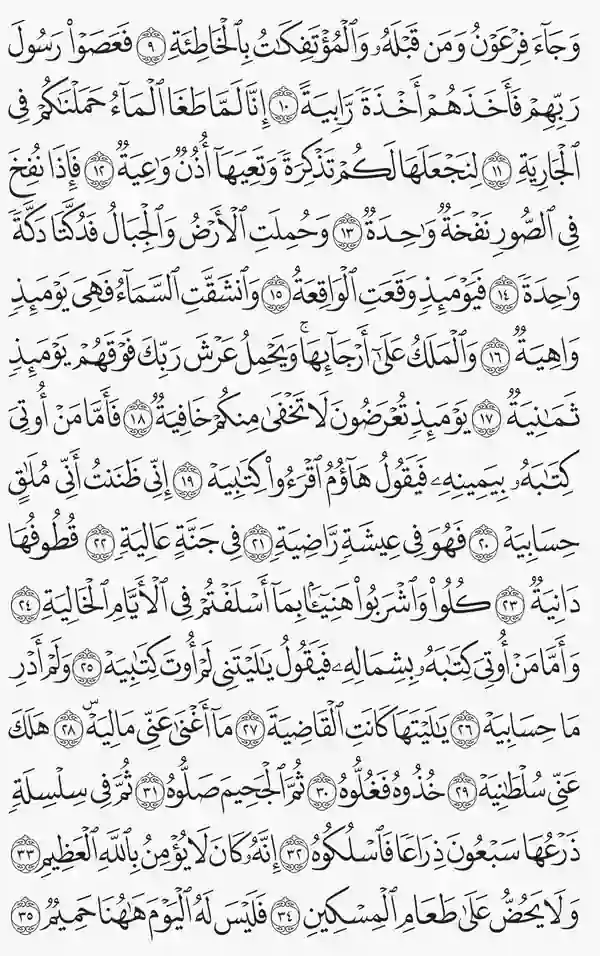 وَجَآءَ فِرْعَوْنُ وَمَن قَبْلَهُۥ وَٱلْمُؤْتَفِكَٰتُ بِٱلْخَاطِئَةِ ٩ فَعَصَوْا۟ رَسُولَ
رَبِّهِمْ فَأَخَذَهُمْ أَخْذَةً رَّابِيَةً ١٠ إِنَّا لَمَّا طَغَا ٱلْمَآءُ حَمَلْنَٰكُمْ فِى
ٱلْجَارِيَةِ ١١ لِنَجْعَلَهَا لَكُمْ تَذْكِرَةً وَتَعِيَهَآ أُذُنٌ وَٰعِيَةٌ ١٢ فَإِذَا نُفِخَ
فِى ٱلصُّورِ نَفْخَةٌ وَٰحِدَةٌ ١٣ وَحُمِلَتِ ٱلْأَرْضُ وَٱلْجِبَالُ فَدُكَّتَا دَكَّةً
وَٰحِدَةً ١٤ فَيَوْمَئِذٍ وَقَعَتِ ٱلْوَاقِعَةُ ١٥ وَٱنشَقَّتِ ٱلسَّمَآءُ فَهِىَ يَوْمَئِذٍ
وَاهِيَةٌ ١٦ وَٱلْمَلَكُ عَلَىٰٓ أَرْجَآئِهَا ۚ وَيَحْمِلُ عَرْشَ رَبِّكَ فَوْقَهُمْ يَوْمَئِذٍ
ثَمَٰنِيَةٌ ١٧ يَوْمَئِذٍ تُعْرَضُونَ لَا تَخْفَىٰ مِنكُمْ خَافِيَةٌ ١٨ فَأَمَّا مَنْ أُوتِىَ
كِتَٰبَهُۥ بِيَمِينِهِۦ فَيَقُولُ هَآؤُمُ ٱقْرَءُوا۟ كِتَٰبِيَهْ ١٩ إِنِّى ظَنَنتُ أَنِّى مُلَٰقٍ
حِسَابِيَهْ ٢٠ فَهُوَ فِى عِيشَةٍ رَّاضِيَةٍ ٢١ فِى جَنَّةٍ عَالِيَةٍ ٢٢ قُطُوفُهَا
دَانِيَةٌ ٢٣ كُلُوا۟ وَٱشْرَبُوا۟ هَنِيٓـًٔۢا بِمَآ أَسْلَفْتُمْ فِى ٱلْأَيَّامِ ٱلْخَالِيَةِ ٢٤
وَأَمَّا مَنْ أُوتِىَ كِتَٰبَهُۥ بِشِمَالِهِۦ فَيَقُولُ يَٰلَيْتَنِى لَمْ أُوتَ كِتَٰبِيَهْ ٢٥ وَلَمْ أَدْرِ
مَا حِسَابِيَهْ ٢٦ يَٰلَيْتَهَا كَانَتِ ٱلْقَاضِيَةَ ٢٧ مَآ أَغْنَىٰ عَنِّى مَالِيَهْ ۜ ٢٨ هَلَكَ
عَنِّى سُلْطَٰنِيَهْ ٢٩ خُذُوهُ فَغُلُّوهُ ٣٠ ثُمَّ ٱلْجَحِيمَ صَلُّوهُ ٣١ ثُمَّ فِى سِلْسِلَةٍ
ذَرْعُهَا سَبْعُونَ ذِرَاعًا فَٱسْلُكُوهُ ٣٢ إِنَّهُۥ كَانَ لَا يُؤْمِنُ بِٱللَّهِ ٱلْعَظِيمِ ٣٣
وَلَا يَحُضُّ عَلَىٰ طَعَامِ ٱلْمِسْكِينِ ٣٤ فَلَيْسَ لَهُ ٱلْيَوْمَ هَٰهُنَا حَمِيمٌ ٣٥